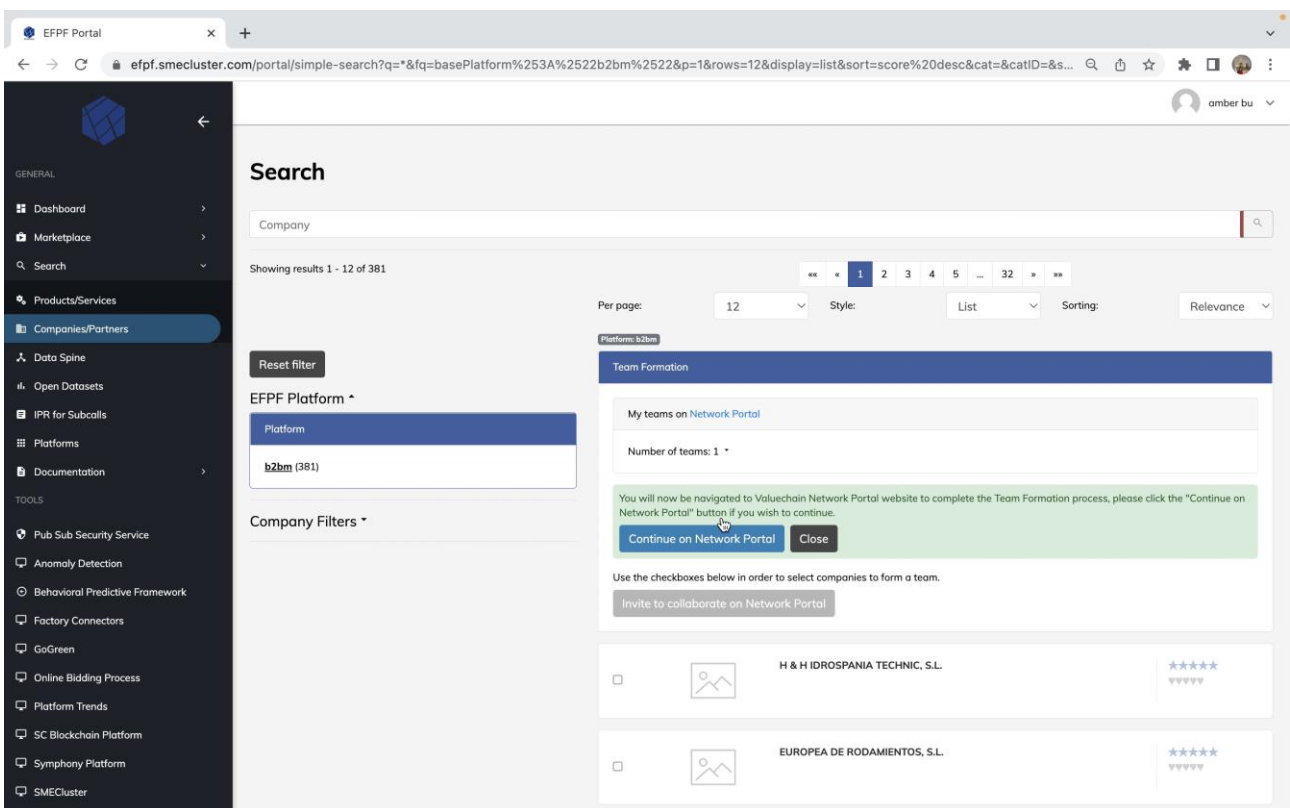 EFPF Portal
efpf.smecluster.com/portal/simple-search?q=*&fq=basePlatform%253A%2522b2bm%2522&p=1&rows=12&display=list&sort=score%20desc&cat=&catID=&s...
amber bu
GENERAL
Dashboard
Marketplace
Search
Products/Services
Companies/Partners
Data Spine
Open Datasets
IPR for Subcalls
Platforms
Documentation
TOOLS
Pub Sub Security Service
Anomaly Detection
Behavioral Predictive Framework
Factory Connectors
GoGreen
Online Bidding Process
Platform Trends
SC Blockchain Platform
Symphony Platform
SMECluster
Search
Company
Showing results 1 - 12 of 381
«« « 1 2 3 4 5 ... 32 » »»
Per page: 12 Style: List Sorting: Relevance
Reset filter
EFPF Platform
Platform
b2bm (381)
Company Filters
Platform: b2bm
Team Formation
My teams on Network Portal
Number of teams: 1
You will now be navigated to Valuechain Network Portal website to complete the Team Formation process, please click the "Continue on
Network Portal" button if you wish to continue.
Continue on Network Portal Close
Use the checkboxes below in order to select companies to form a team.
Invite to collaborate on Network Portal
H & H IDROSPANIA TECHNIC, S.L.
EUROPEA DE RODAMIENTOS, S.L.